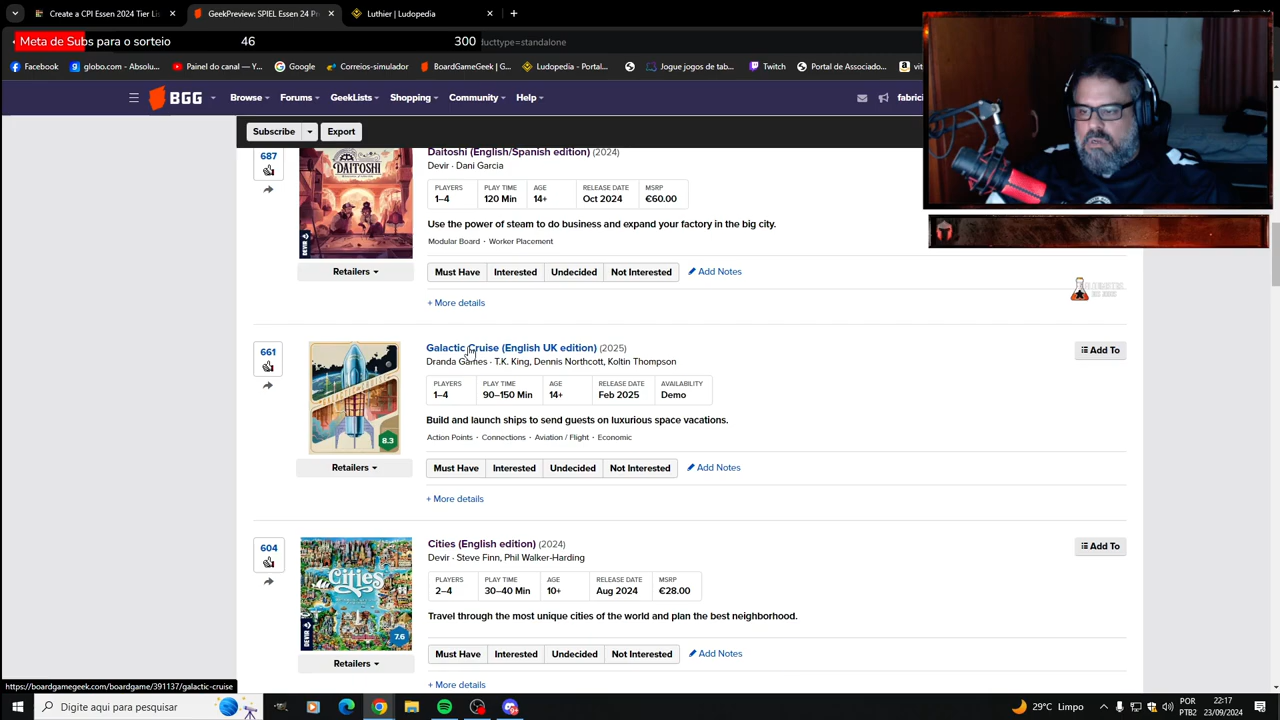 Create a CPI Essen 2024 Tier Lis
GeekPreview: SPIEL Essen 24 Pr
Luthier | Ludopedia
Meta de Subs para o sorteio 46 300 ducttype=standalone
Facebook globo.com - Absolu... Painel do canal — Y... Google Correios-simulador BoardGameGeek | G... Ludopedia - Portal... Jogue jogos de tab... Twitch Portal de Associado...
BGG Browse Forums GeekLists Shopping Community Help fabrici
Subscribe Export
687
DAITOSHI
DEVIR
Daitoshi (English/Spanish edition) (2024)
Devir · Dani Garcia
PLAYERS PLAY TIME AGE RELEASE DATE MSRP
1–4 120 Min 14+ Oct 2024 €60.00
Use the power of steam to do business and expand your factory in the big city.
Modular Board · Worker Placement
Retailers
Must Have Interested Undecided Not Interested Add Notes
+ More details
661
8.3
Galactic Cruise (English UK edition) (2025)
Add To
Dranda Games · T.K. King, Dennis Northcott, Koltin Thompson
PLAYERS PLAY TIME AGE RELEASE DATE AVAILABILITY
1–4 90–150 Min 14+ Feb 2025 Demo
Build and launch ships to send guests on luxurious space vacations.
Action Points · Connections · Aviation / Flight · Economic
Retailers
Must Have Interested Undecided Not Interested Add Notes
+ More details
604
Cities
DEVIR
7.6
Cities (English edition) (2024)
Add To
Devir · Steve Finn, Phil Walker-Harding
PLAYERS PLAY TIME AGE RELEASE DATE MSRP
2–4 30–40 Min 10+ Aug 2024 €28.00
Travel through the most unique cities of the world and plan the best neighborhood.
Retailers
Must Have Interested Undecided Not Interested Add Notes
+ More details
https://boardgamegeek.com/boardgame/391137/galactic-cruise
Digite aqui para pesquisar
29°C Limpo
POR
PTB2
22:17
23/09/2024